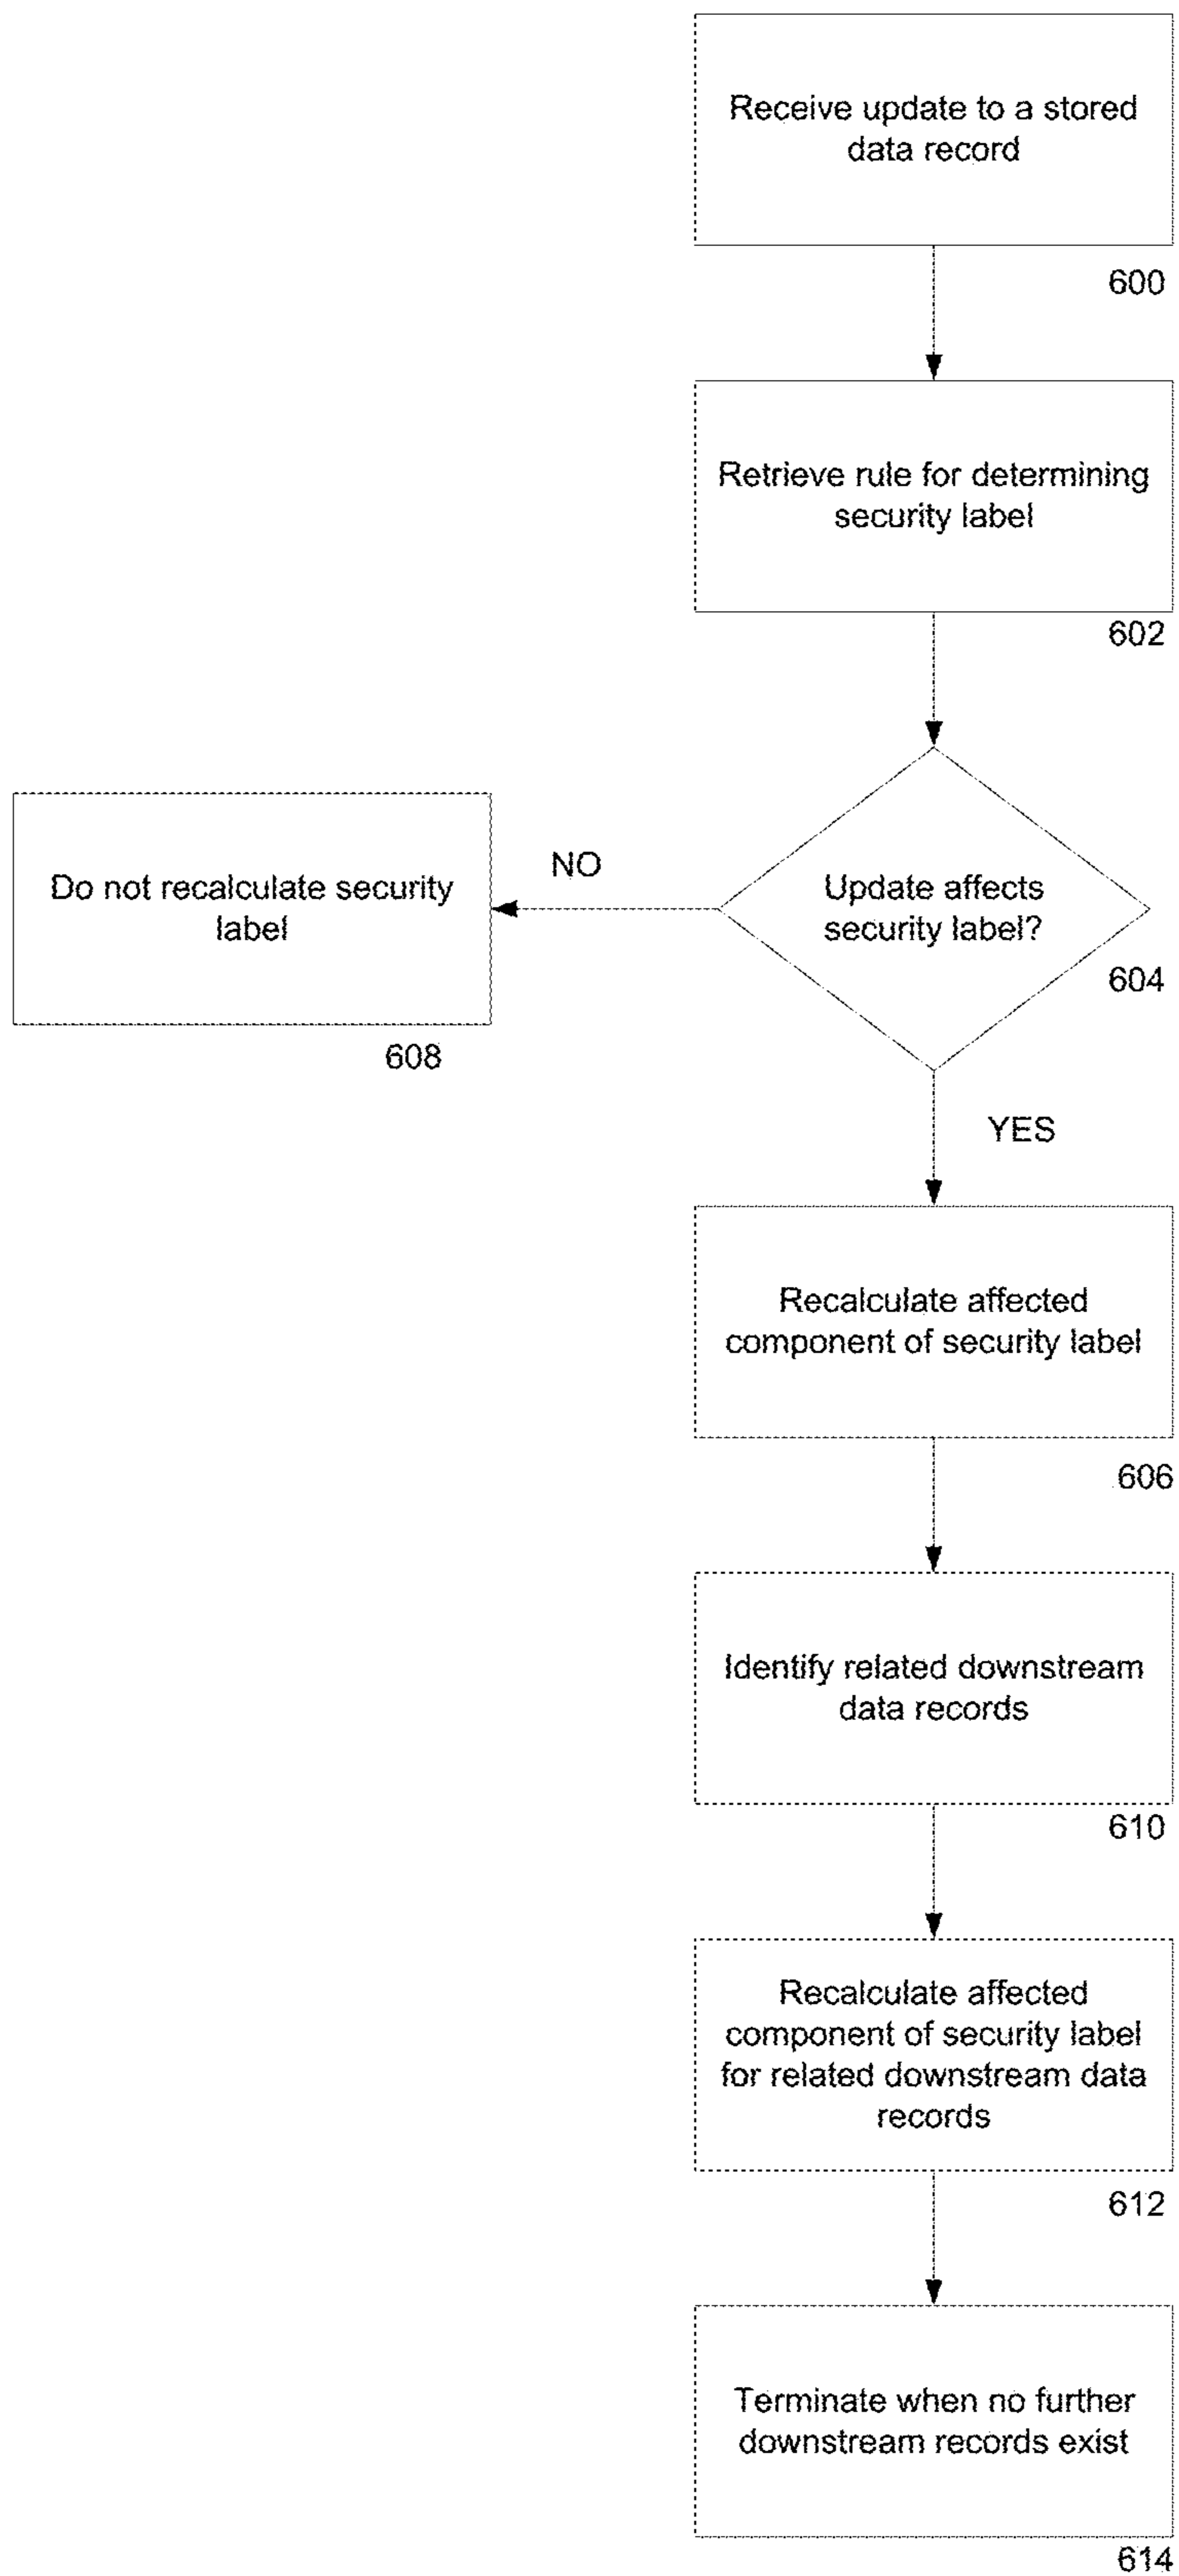 Receive update to a stored
data record
600
Retrieve rule for determining
security label
602
Update affects
security label?
604
NO
Do not recalculate security
label
608
YES
Recalculate affected
component of security label
606
Identify related downstream
data records
610
Recalculate affected
component of security label
for related downstream data
records
612
Terminate when no further
downstream records exist
614